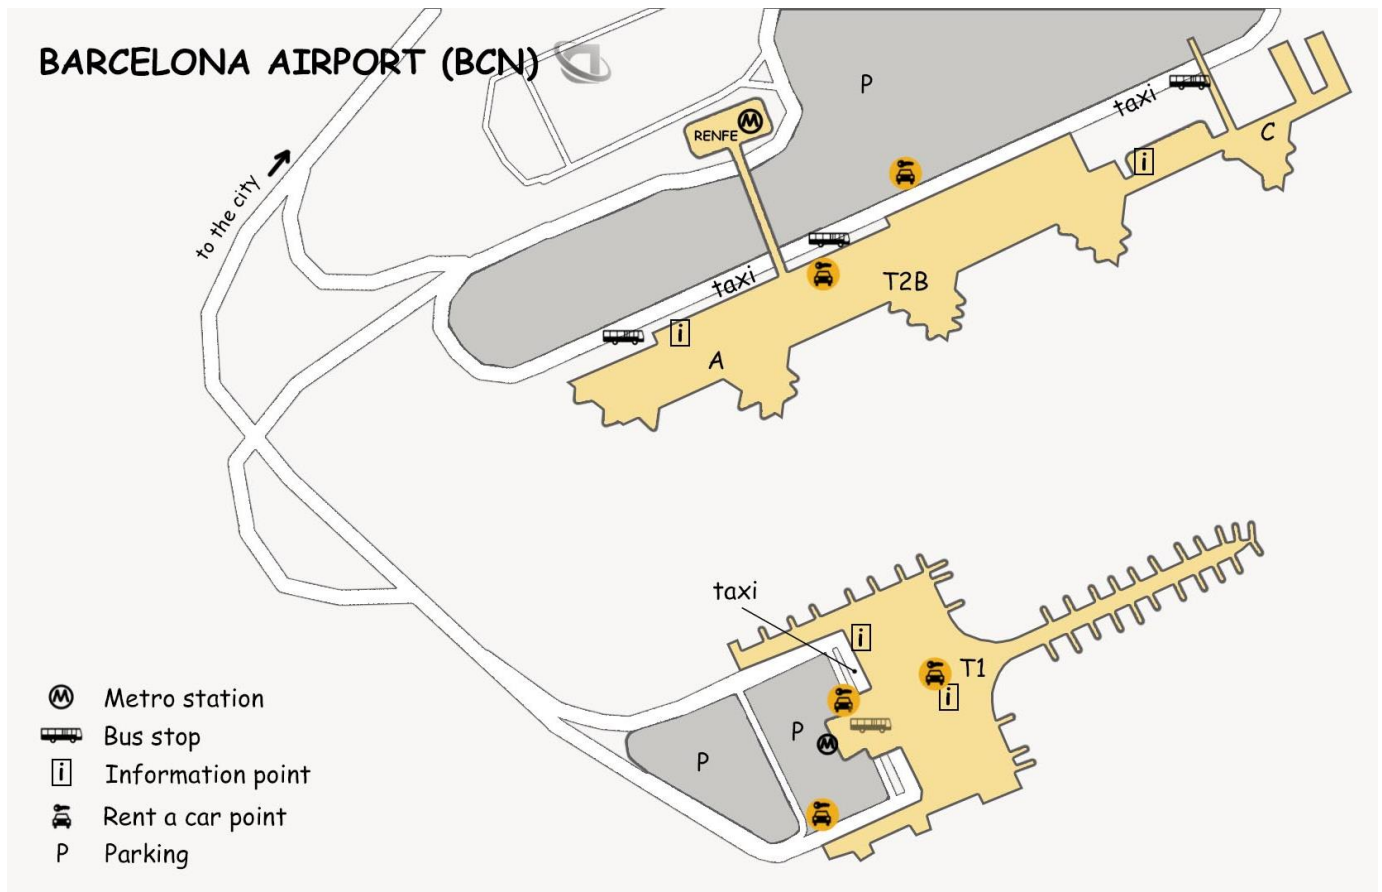 BARCELONA AIRPORT (BCN)
to the city
RENFE
M
P
taxi
C
i
T2B
taxi
i
A
taxi
i
T1
i
P
P
M
M Metro station
Bus stop
i Information point
Rent a car point
P Parking